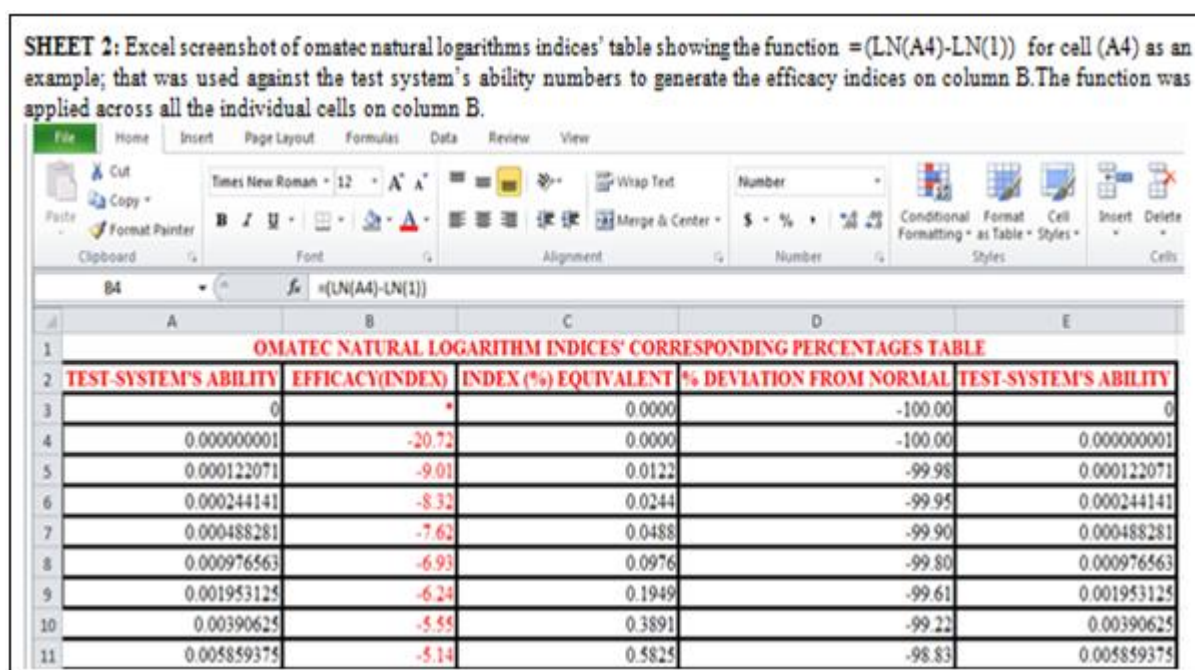 SHEET 2: Excel screenshot of omatec natural logarithms indices' table showing the function =(LN(A4)-LN(1)) for cell (A4) as an
example; that was used against the test system's ability numbers to generate the efficacy indices on column B.The function was
applied across all the individual cells on column B.
File Home Insert Page Layout Formulas Data Review View
Cut
Copy
Paste
Format Painter
Times New Roman 12 A A
B I U A
Wrap Text
Merge & Center
Number
$ % ,
Conditional Formatting
Format as Table
Cell Styles
Insert Delete
Clipboard Font Alignment Number Styles Cells
B4 fx =(LN(A4)-LN(1))
A B C D E
1 OMATEC NATURAL LOGARITHM INDICES' CORRESPONDING PERCENTAGES TABLE
2 TEST-SYSTEM'S ABILITY EFFICACY(INDEX) INDEX (%) EQUIVALENT % DEVIATION FROM NORMAL TEST-SYSTEM'S ABILITY
3 0 * 0.0000 -100.00 0
4 0.000000001 -20.72 0.0000 -100.00 0.000000001
5 0.000122071 -9.01 0.0122 -99.98 0.000122071
6 0.000244141 -8.32 0.0244 -99.95 0.000244141
7 0.000488281 -7.62 0.0488 -99.90 0.000488281
8 0.000976563 -6.93 0.0976 -99.80 0.000976563
9 0.001953125 -6.24 0.1949 -99.61 0.001953125
10 0.00390625 -5.55 0.3891 -99.22 0.00390625
11 0.005859375 -5.14 0.5825 -98.83 0.005859375